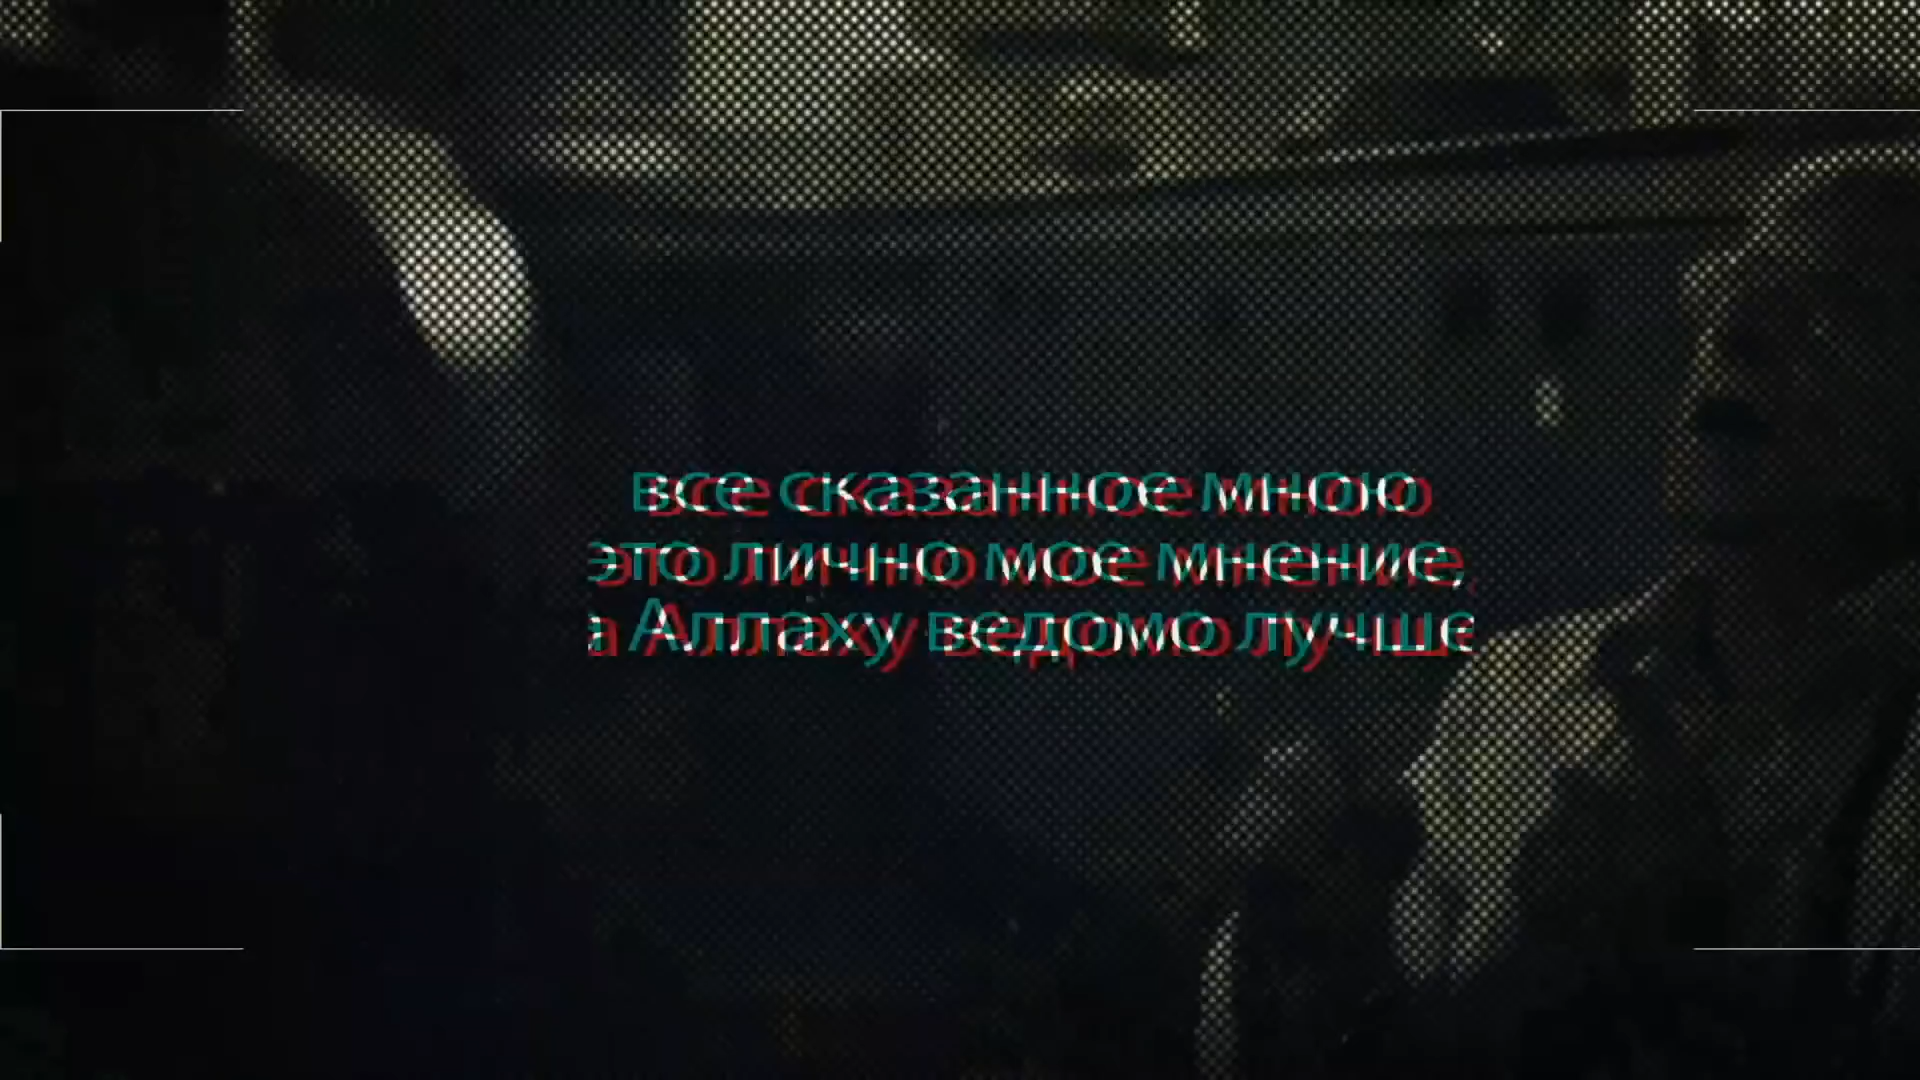 все сказанное мною
это лично мое мнение,
а Аллаху ведомо лучше